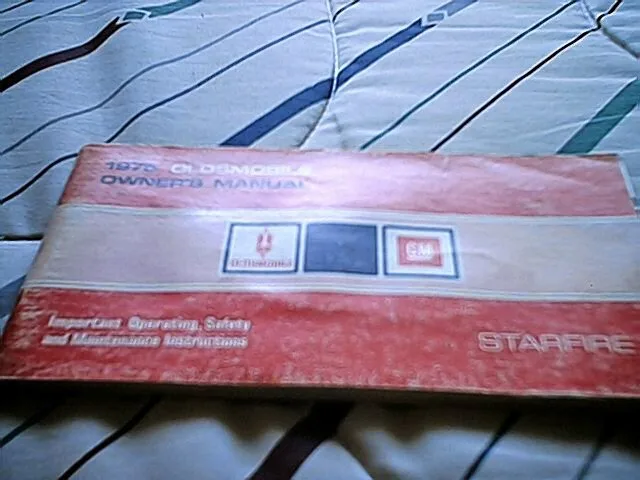 1975 OLDSMOBILE
OWNER'S MANUAL
OLDSMOBILE
GM
Important Operating, Safety
and Maintenance Instructions
STARFIRE